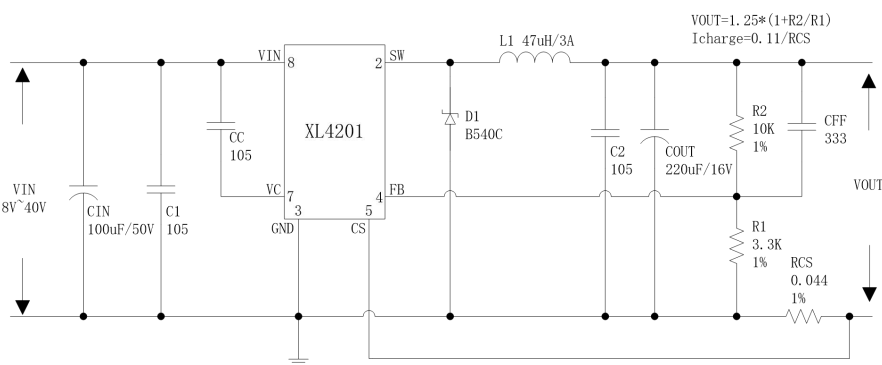 VOUT=1.25*(1+R2/R1)
Icharge=0.11/RCS
L1 47uH/3A
VIN
8
2
SW
XL4201
CC
105
D1
B540C
C2
105
COUT
220uF/16V
R2
10K
1%
CFF
333
VIN
8V~40V
CIN
100uF/50V
C1
105
VC
7
4
FB
3
5
GND
CS
VOUT
R1
3.3K
1%
RCS
0.044
1%